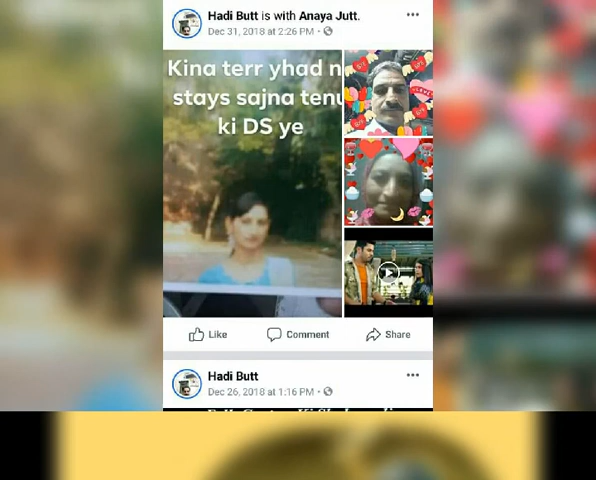 Hadi Butt is with Anaya Jutt.
Dec 31, 2018 at 2:26 PM
Kina terr yhad n
stays sajna tenu
ki DS ye
Like Comment Share
Hadi Butt
Dec 26, 2018 at 1:16 PM